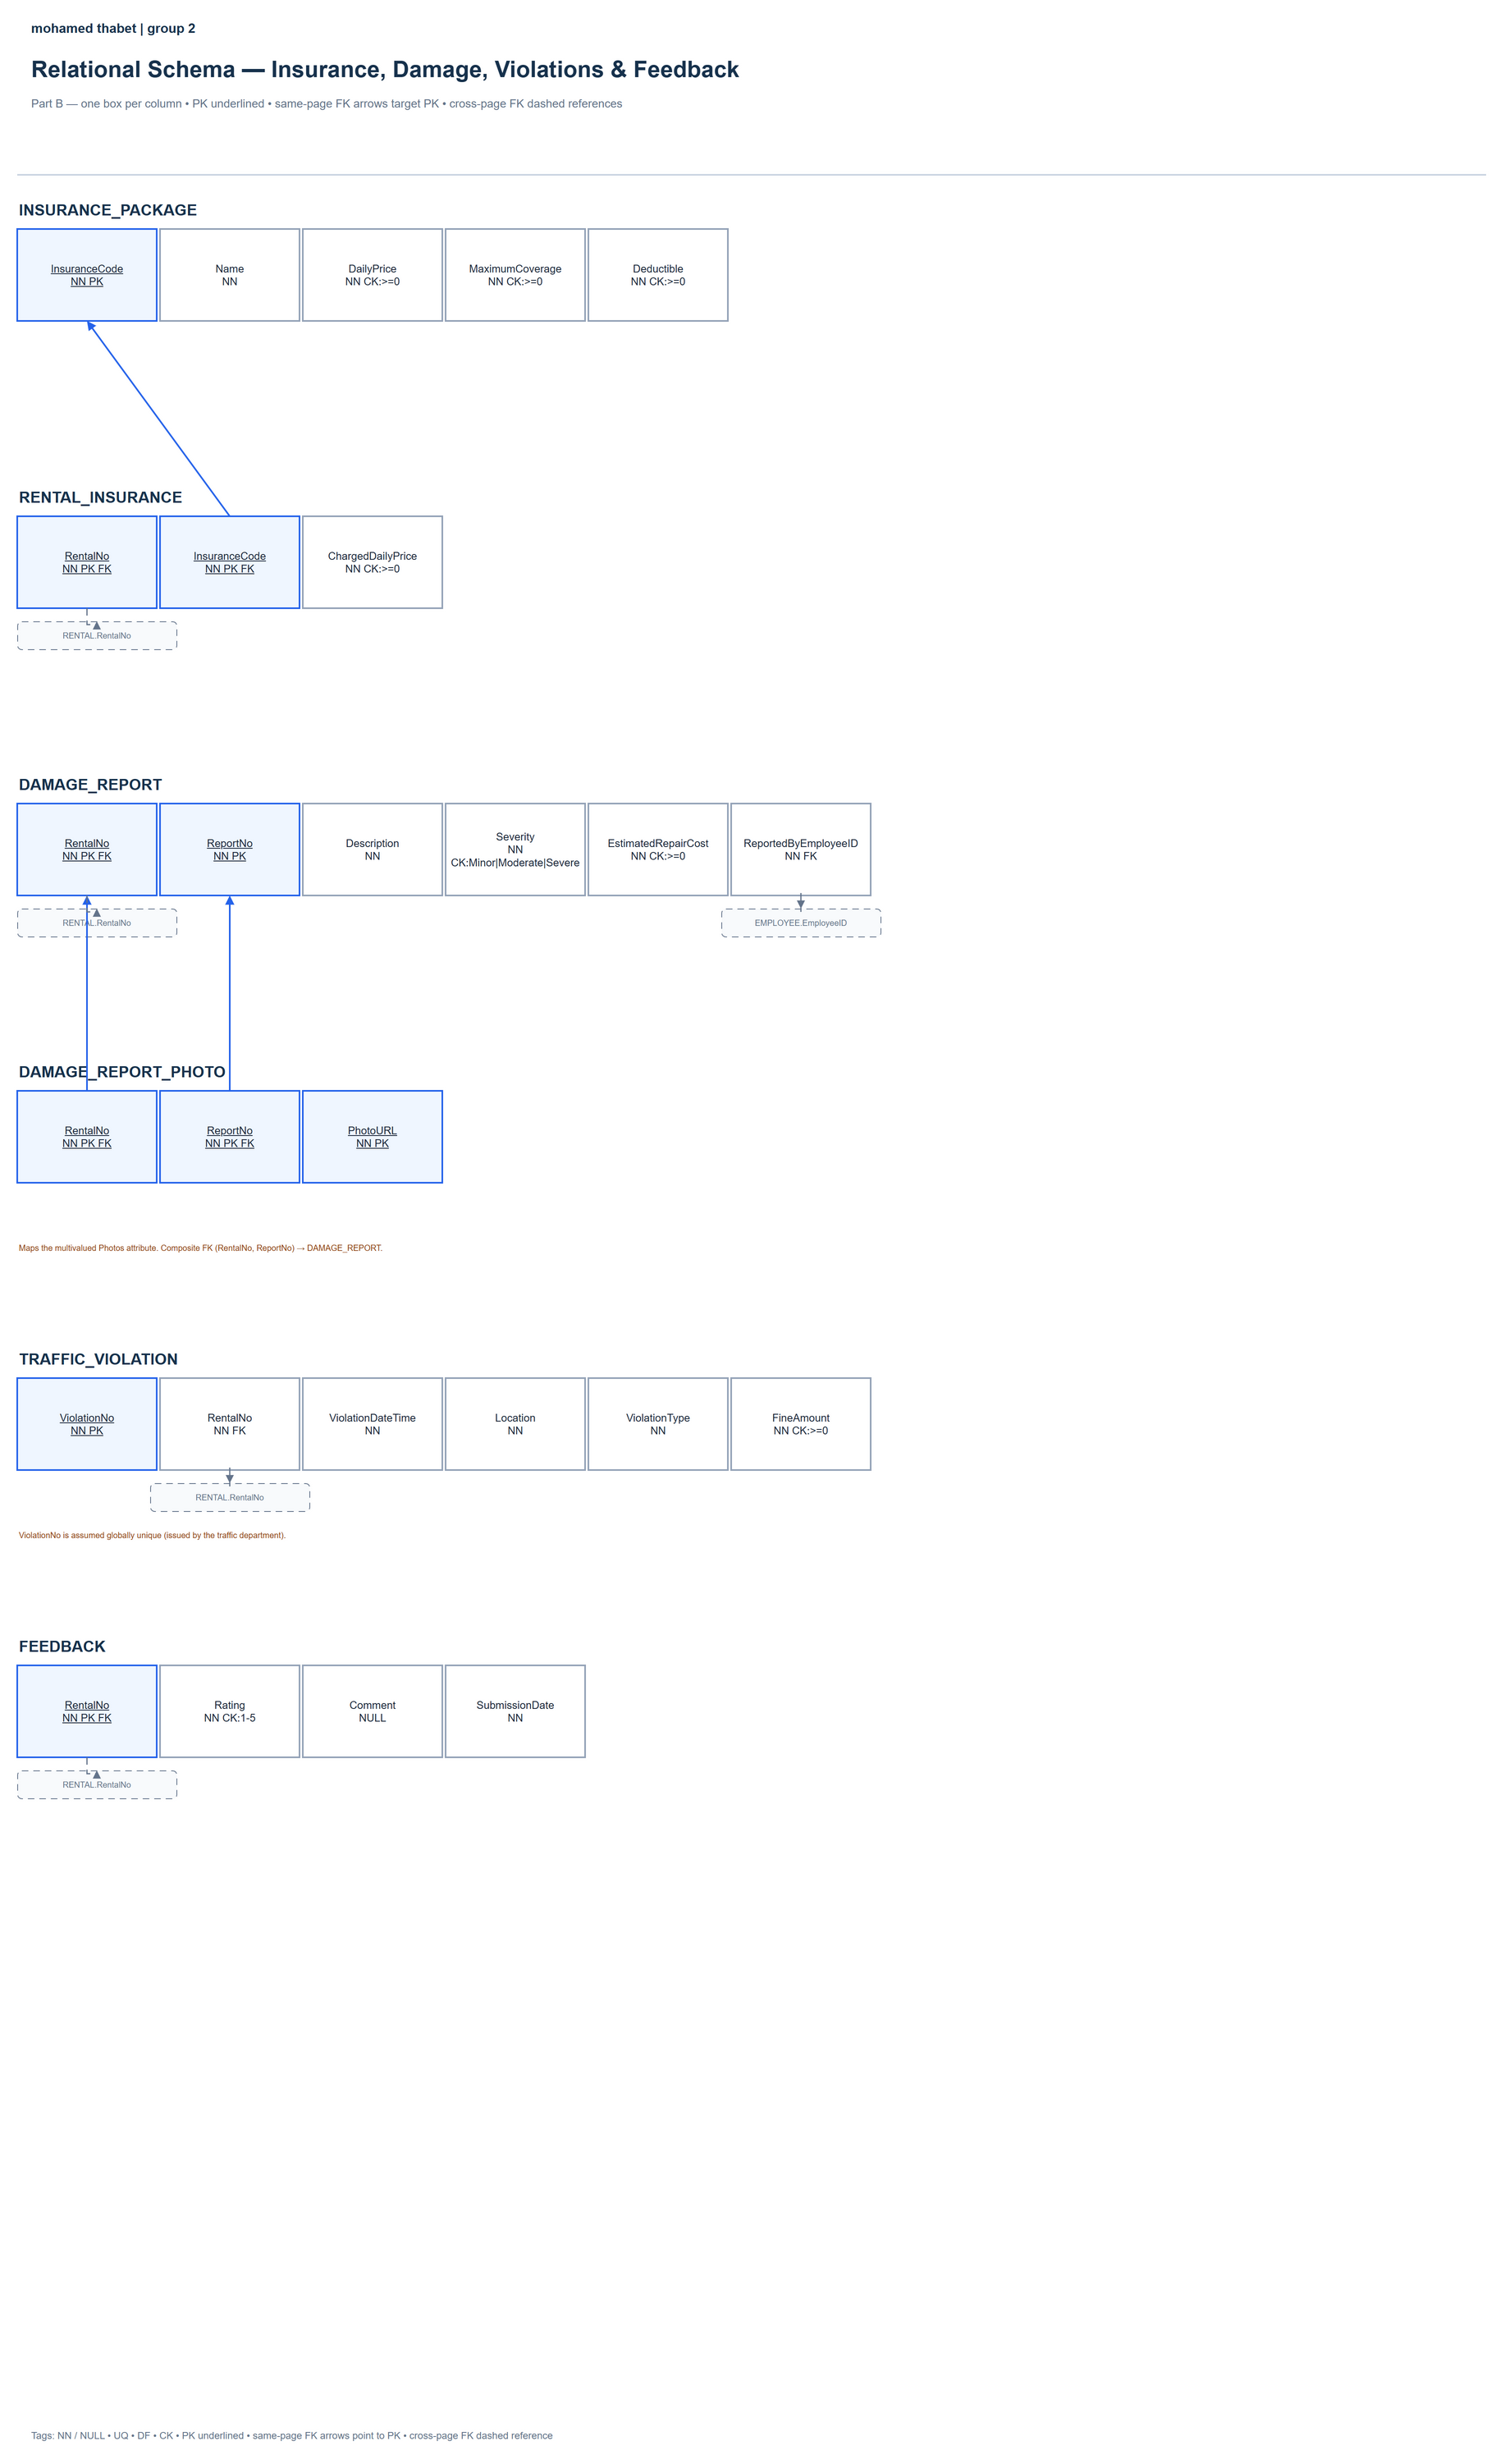 mohamed thabet | group 2
Relational Schema — Insurance, Damage, Violations & Feedback
Part B — one box per column • PK underlined • same-page FK arrows target PK • cross-page FK dashed references
INSURANCE_PACKAGE
InsuranceCode
NN PK
Name
NN
DailyPrice
NN CK:>=0
MaximumCoverage
NN CK:>=0
Deductible
NN CK:>=0
RENTAL_INSURANCE
RentalNo
NN PK FK
InsuranceCode
NN PK FK
ChargedDailyPrice
NN CK:>=0
RENTAL.RentalNo
DAMAGE_REPORT
RentalNo
NN PK FK
ReportNo
NN PK
Description
NN
Severity
NN
CK:Minor|Moderate|Severe
EstimatedRepairCost
NN CK:>=0
ReportedByEmployeeID
NN FK
RENTAL.RentalNo
EMPLOYEE.EmployeeID
DAMAGE_REPORT_PHOTO
RentalNo
NN PK FK
ReportNo
NN PK FK
PhotoURL
NN PK
Maps the multivalued Photos attribute. Composite FK (RentalNo, ReportNo) → DAMAGE_REPORT.
TRAFFIC_VIOLATION
ViolationNo
NN PK
RentalNo
NN FK
ViolationDateTime
NN
Location
NN
ViolationType
NN
FineAmount
NN CK:>=0
RENTAL.RentalNo
ViolationNo is assumed globally unique (issued by the traffic department).
FEEDBACK
RentalNo
NN PK FK
Rating
NN CK:1-5
Comment
NULL
SubmissionDate
NN
RENTAL.RentalNo
Tags: NN / NULL • UQ • DF • CK • PK underlined • same-page FK arrows point to PK • cross-page FK dashed reference